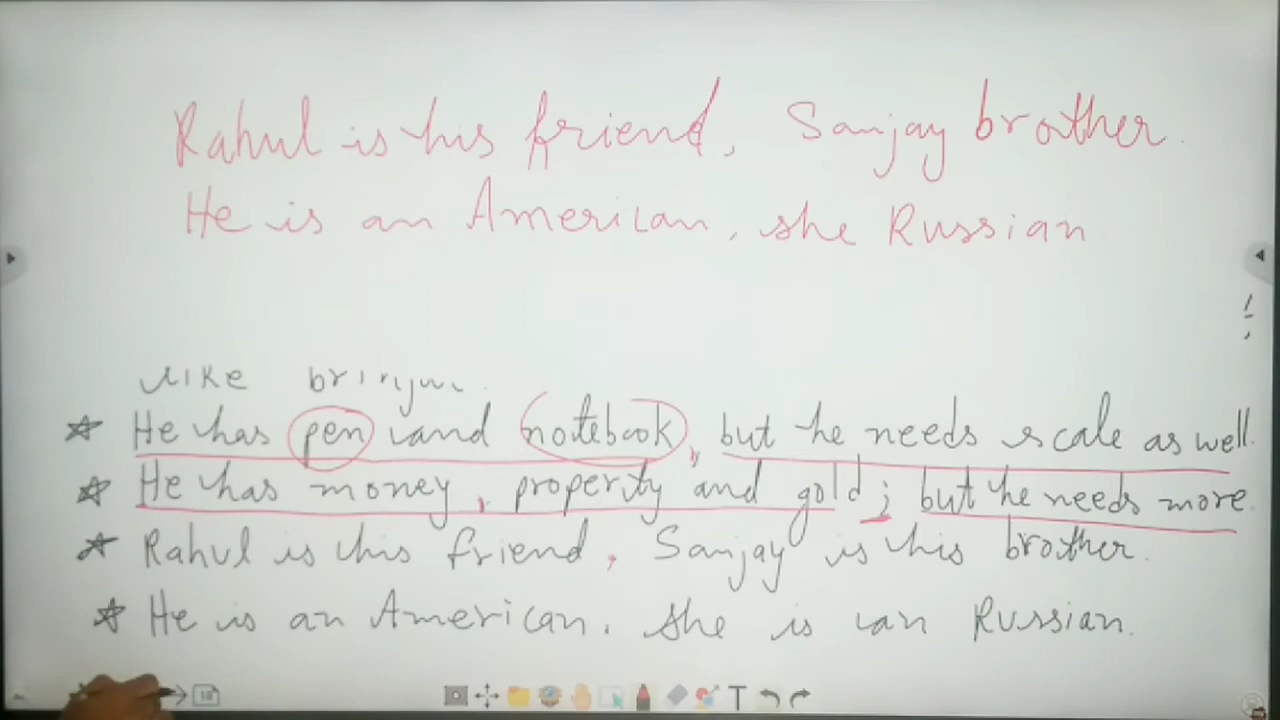 Rahul is his friend, Sanjay brother.
He is an American, she Russian
He has pen and notebook, but he needs scale as well.
He has money, property and gold; but he needs more.
Rahul is his friend, Sanjay is his brother.
He is an American. She is an Russian.
18
T